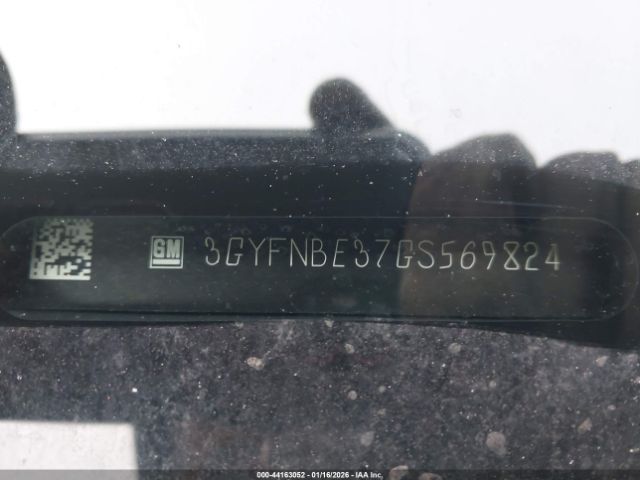 GM 3GYFNBE37GS569824
000-44163052 - 01/16/2026 - © IAA Inc.